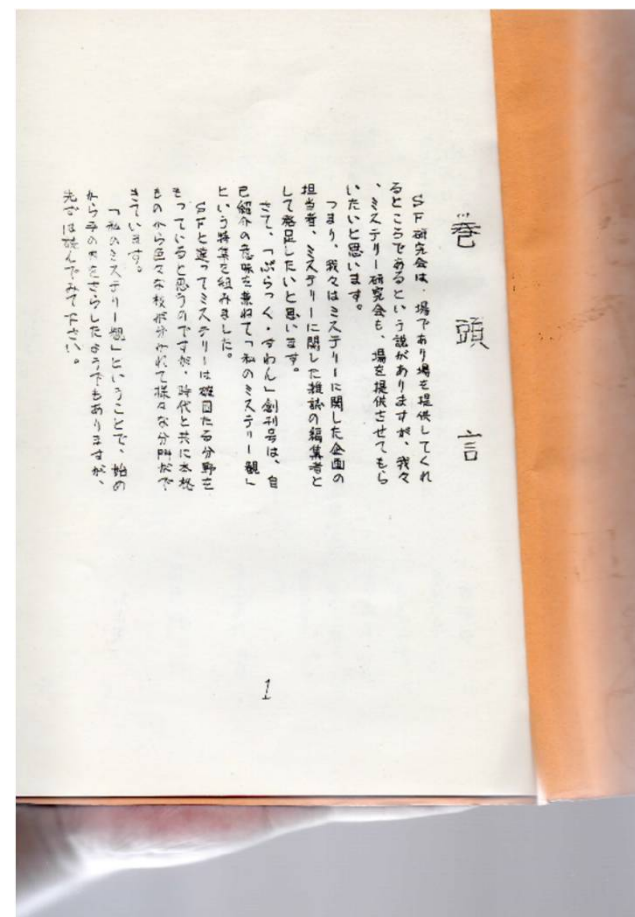 巻頭言
SF研究会は、場であり場を提供してくれ
るところであるという説がありますが、我々
、ミステリー研究会も、場を提供させてもら
いたいと思います。
つまり、我々はミステリーに関した企画の
担当者、ミステリーに関した雑誌の編集者と
して発足したいと思います。
さて、「ぶらっく・すわん」創刊号は、自
己紹介の意味を兼ねて「私のミステリー観」
という特集を組みました。
SFと違ってミステリーは確固たる分野を
もっていると思うのですが、時代と共に本格
ものから色々な枝が分かれて様々な分門がで
きています。
「私のミステリー観」ということで、始め
から手の内をさらしたようでもありますが、
先ずは読んでみて下さい。
1